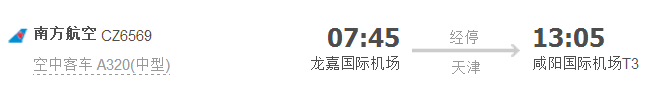 南方航空 CZ6569
07:45
经停
13:05
空中客车 A320(中型)
龙嘉国际机场
天津
咸阳国际机场T3